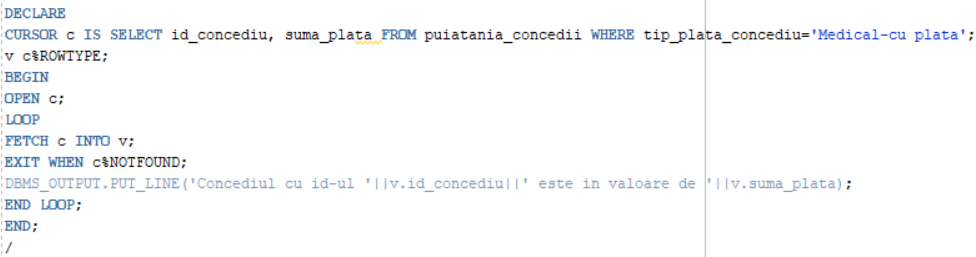 DECLARE
CURSOR c IS SELECT id_concediu, suma_plata FROM puiatania_concedii WHERE tip_plata_concediu='Medical-cu plata';
v c%ROWTYPE;
BEGIN
OPEN c;
LOOP
FETCH c INTO v;
EXIT WHEN c%NOTFOUND;
DBMS_OUTPUT.PUT_LINE('Concediul cu id-ul '||v.id_concediu||' este in valoare de '||v.suma_plata);
END LOOP;
END;
/